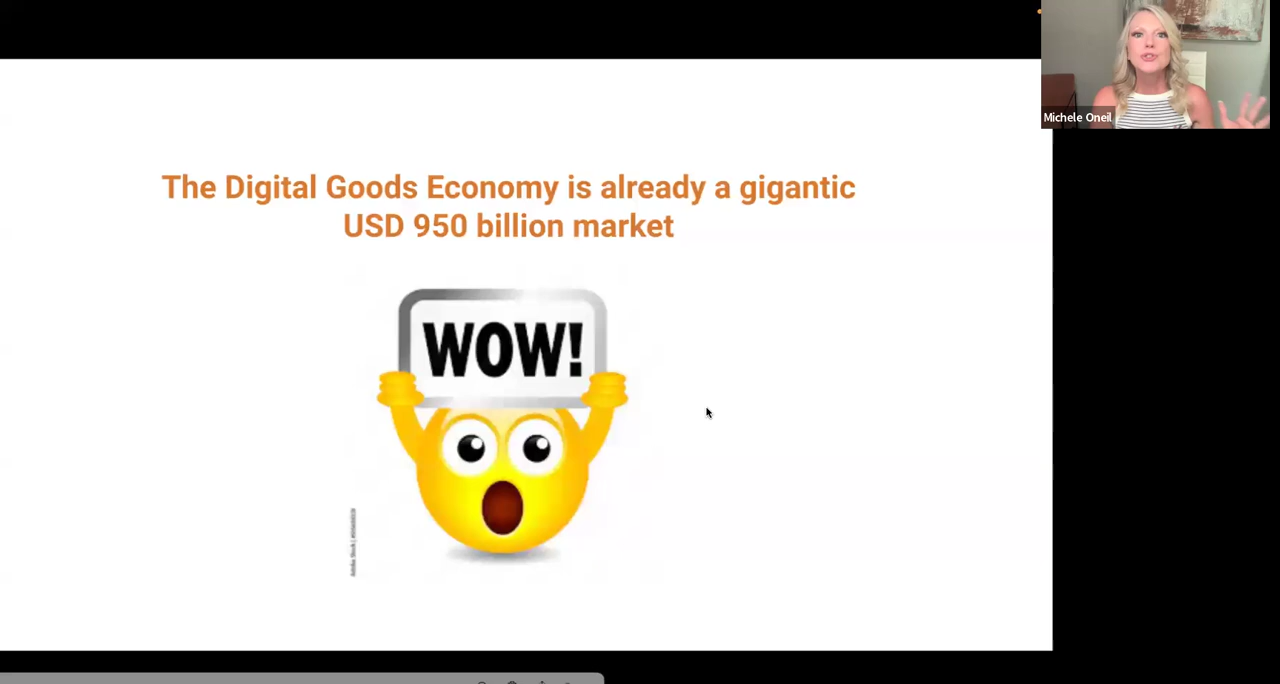 Michele Oneil
The Digital Goods Economy is already a gigantic
USD 950 billion market
WOW!